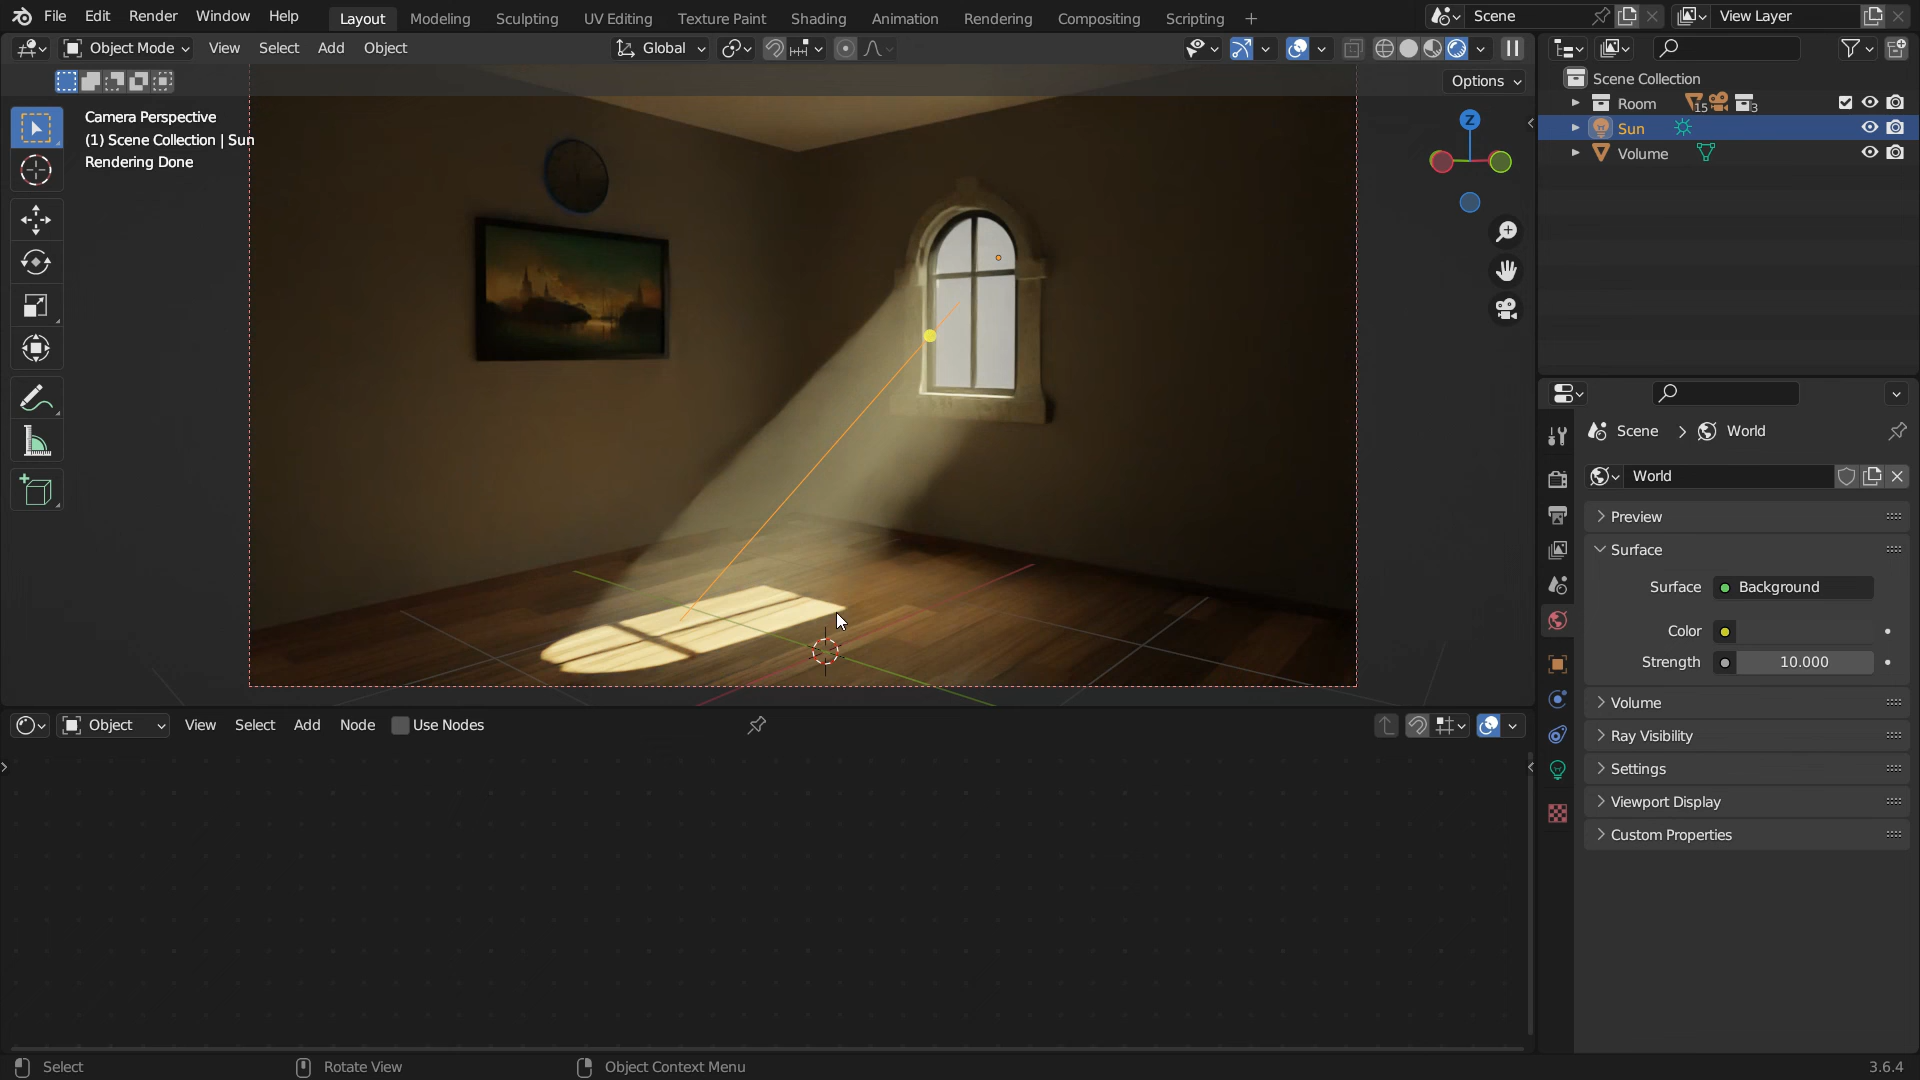 File Edit Render Window Help Layout Modeling Sculpting UV Editing Texture Paint Shading Animation Rendering Compositing Scripting + Scene View Layer
Object Mode View Select Add Object Global
Options
Camera Perspective
(1) Scene Collection | Sun
Rendering Done
Z
Scene Collection
Room 15 3
Sun
Volume
Scene > World
World
Preview
Surface
Surface Background
Color
Strength 10.000
Volume
Ray Visibility
Settings
Viewport Display
Custom Properties
Object View Select Add Node Use Nodes
Select Rotate View Object Context Menu 3.6.4